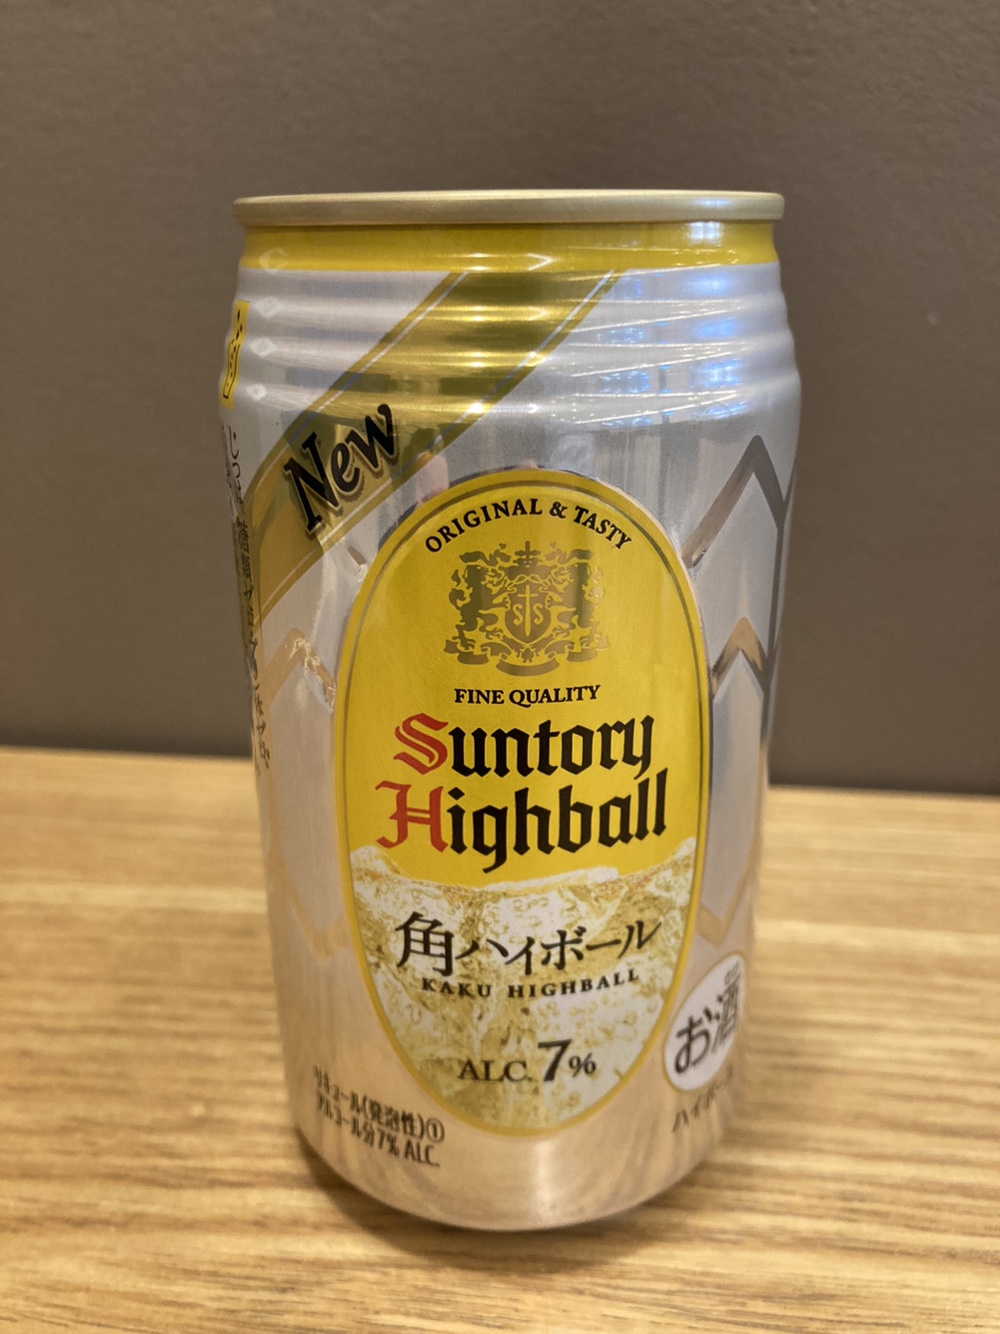 New
ORIGINAL & TASTY
SS
FINE QUALITY
Suntory
Highball
角ハイボール
KAKU HIGHBALL
ALC. 7%
お酒
リキュール(発泡性)①
アルコール分7% ALC.